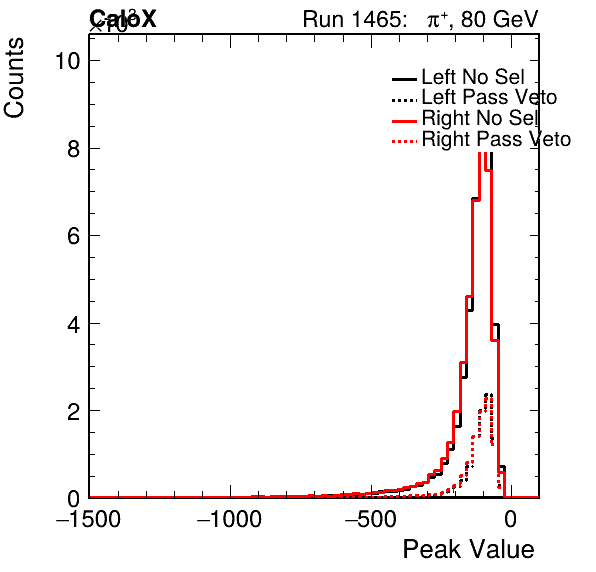 CaloX
×10³
Run 1465: π⁺, 80 GeV
Counts
Left No Sel
Left Pass Veto
Right No Sel
Right Pass Veto
10
8
6
4
2
0
−1500
−1000
−500
0
Peak Value